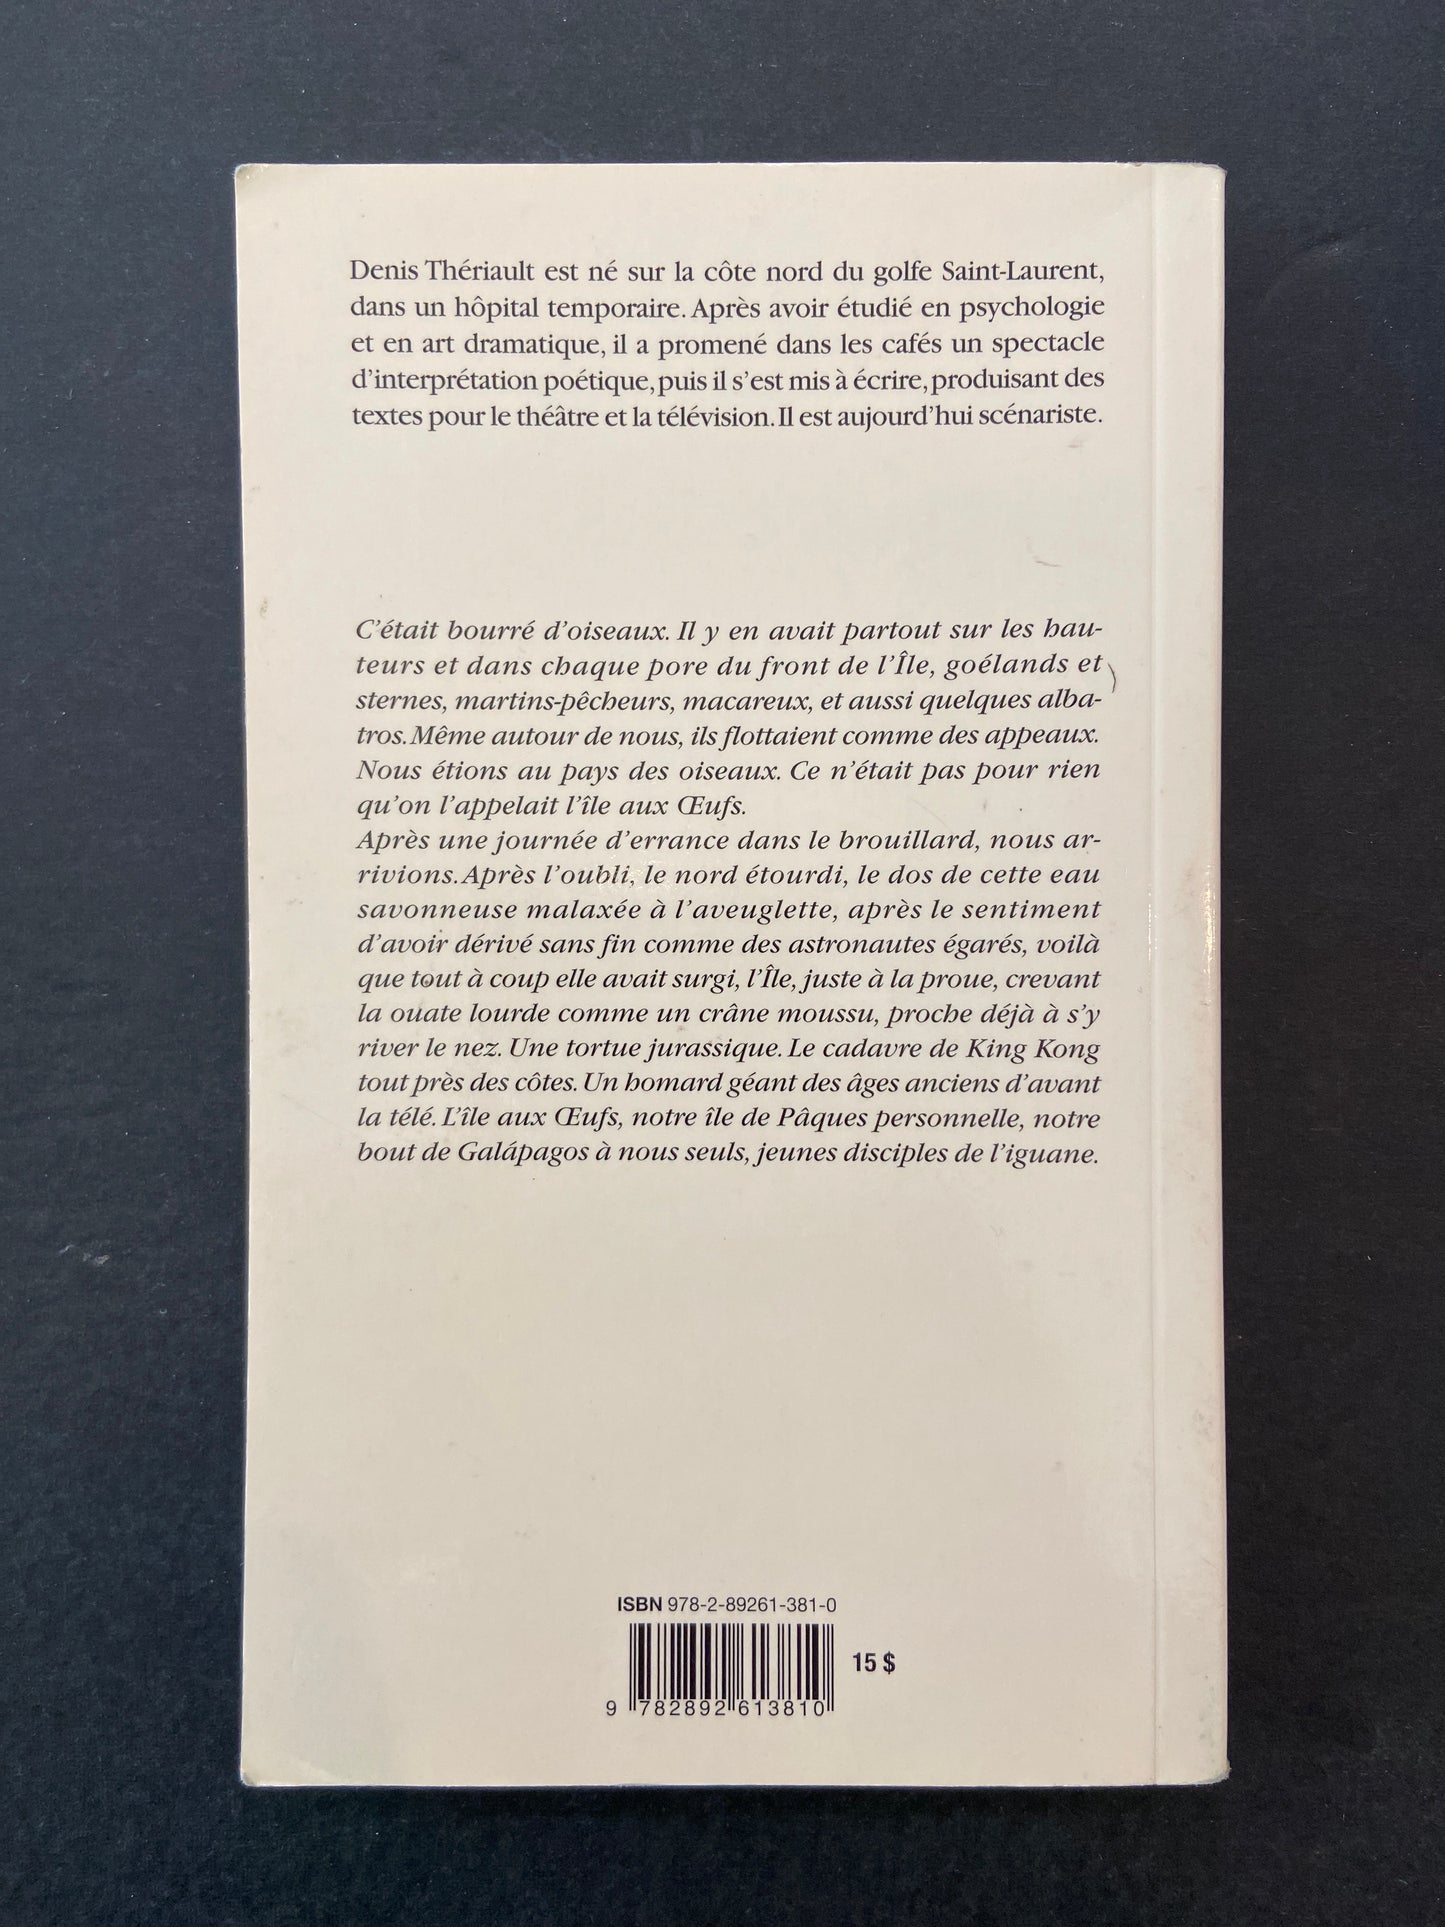 Denis Thériault est né sur la côte nord du golfe Saint-Laurent,
dans un hôpital temporaire. Après avoir étudié en psychologie
et en art dramatique, il a promené dans les cafés un spectacle
d'interprétation poétique, puis il s'est mis à écrire, produisant des
textes pour le théâtre et la télévision. Il est aujourd'hui scénariste.
C'était bourré d'oiseaux. Il y en avait partout sur les hau-
teurs et dans chaque pore du front de l'Île, goélands et
sternes, martins-pêcheurs, macareux, et aussi quelques alba-
tros. Même autour de nous, ils flottaient comme des appeaux.
Nous étions au pays des oiseaux. Ce n'était pas pour rien
qu'on l'appelait l'île aux Œufs.
Après une journée d'errance dans le brouillard, nous ar-
rivions. Après l'oubli, le nord étourdi, le dos de cette eau
savonneuse malaxée à l'aveuglette, après le sentiment
d'avoir dérivé sans fin comme des astronautes égarés, voilà
que tout à coup elle avait surgi, l'Île, juste à la proue, crevant
la ouate lourde comme un crâne moussu, proche déjà à s'y
river le nez. Une tortue jurassique. Le cadavre de King Kong
tout près des côtes. Un homard géant des âges anciens d'avant
la télé. L'île aux Œufs, notre île de Pâques personnelle, notre
bout de Galápagos à nous seuls, jeunes disciples de l'iguane.
ISBN 978-2-89261-381-0
15 $
9 782892 613810